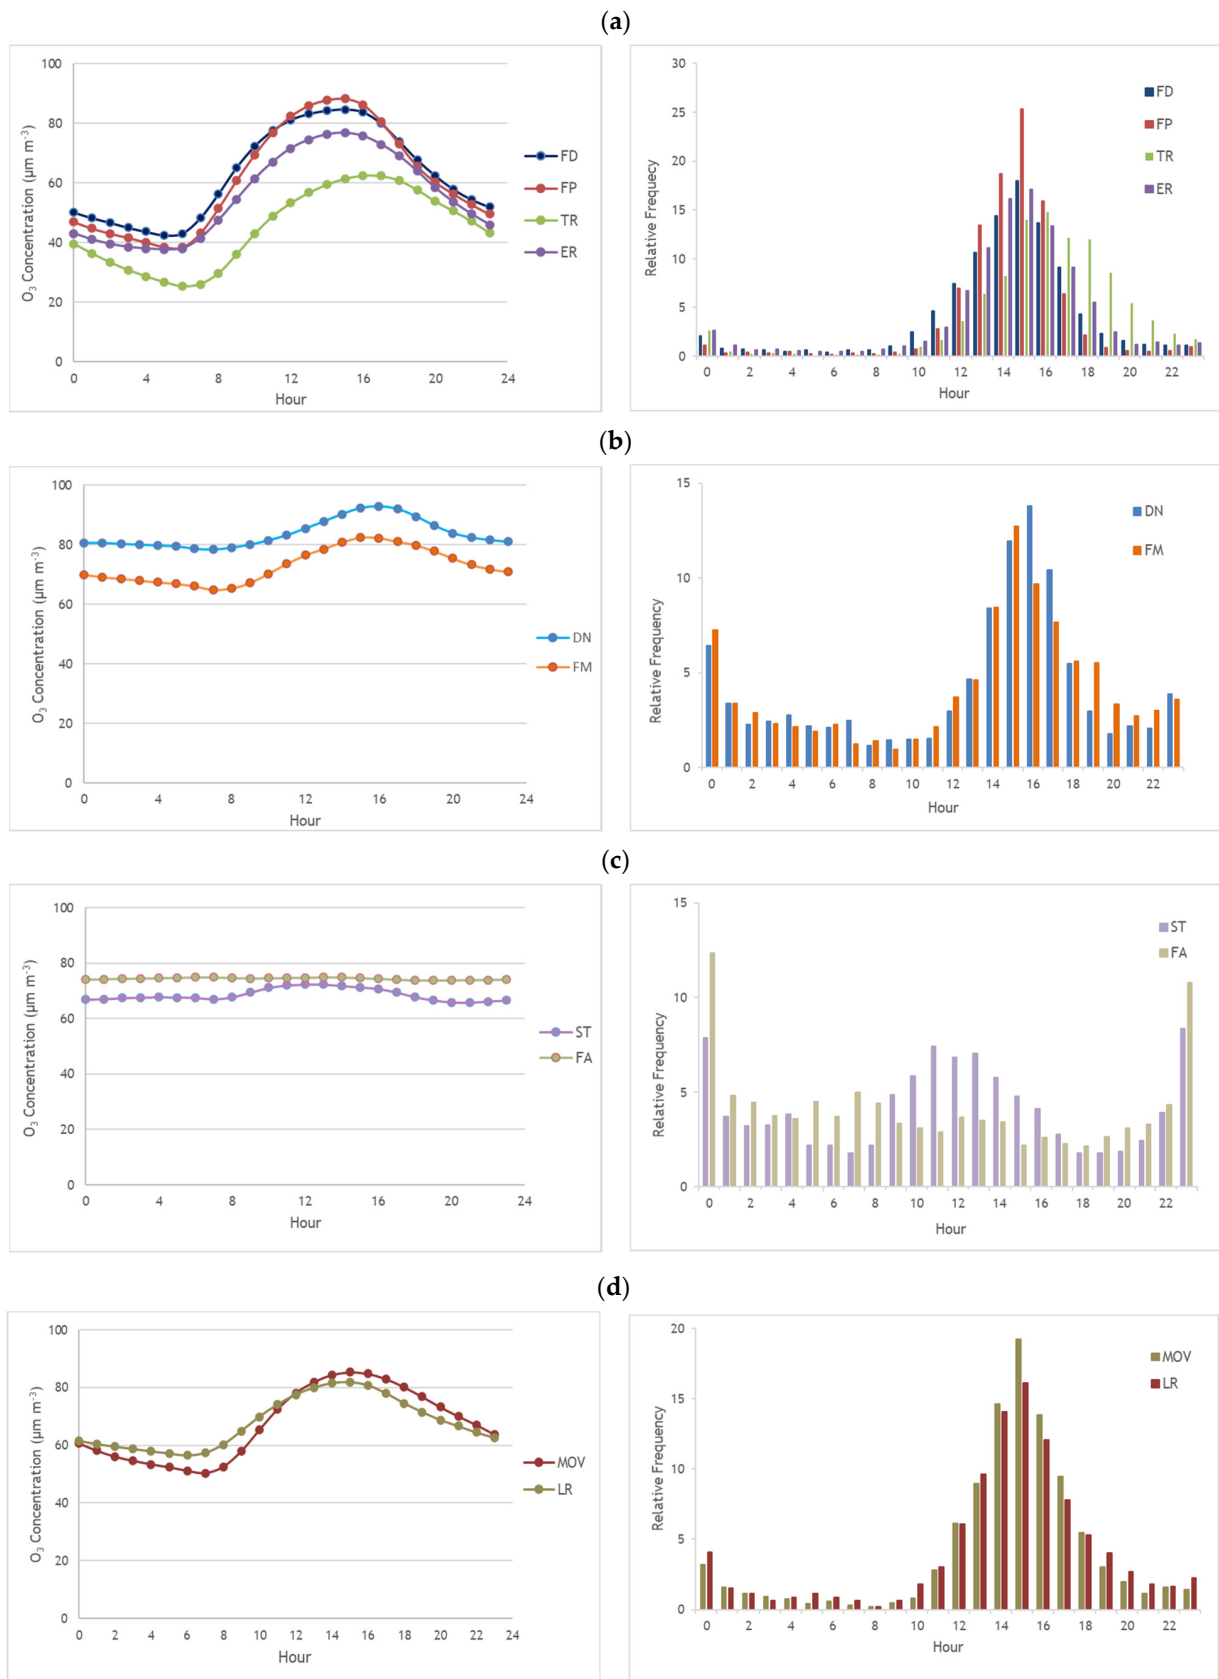 (a)
100
80
60
40
20
0
O3 Concentration (µm m-3)
0 4 8 12 16 20 24
Hour
FD
FP
TR
ER
30
25
20
15
10
5
0
Relative Frequecy
0 2 4 6 8 10 12 14 16 18 20 22
Hour
FD
FP
TR
ER
(b)
100
80
60
40
20
0
O3 Concentration (µm m-3)
0 4 8 12 16 20 24
Hour
DN
FM
15
10
5
0
Relative Frequency
0 2 4 6 8 10 12 14 16 18 20 22
Hour
DN
FM
(c)
100
80
60
40
20
0
O3 Concentration (µm m-3)
0 4 8 12 16 20 24
Hour
ST
FA
15
10
5
0
Relative Frequency
0 2 4 6 8 10 12 14 16 18 20 22
Hour
ST
FA
(d)
100
80
60
40
20
0
O3 Concentration (µm m-3)
0 2 4 6 8 10 12 14 16 18 20 22 24
Hour
MOV
LR
20
15
10
5
0
Relative Frequency
0 2 4 6 8 10 12 14 16 18 20 22
Hour
MOV
LR